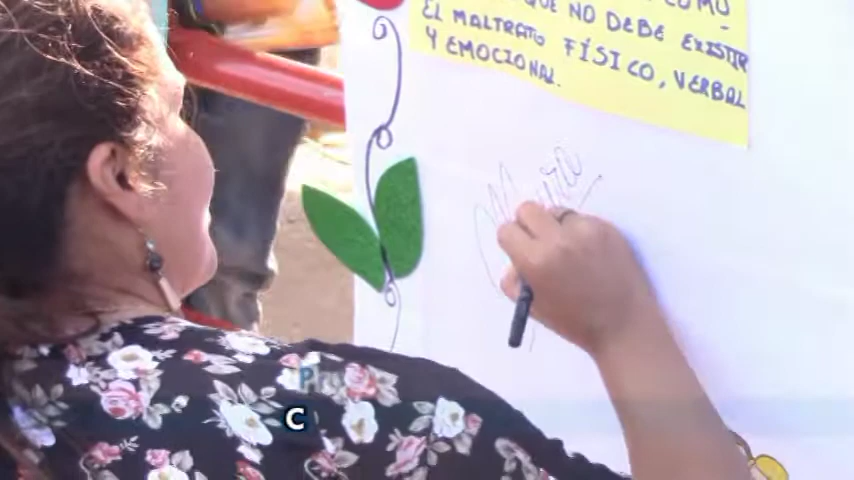 QUE NO DEBE EXISTIR
EL MALTRATO FÍSICO, VERBAL
Y EMOCIONAL.
C